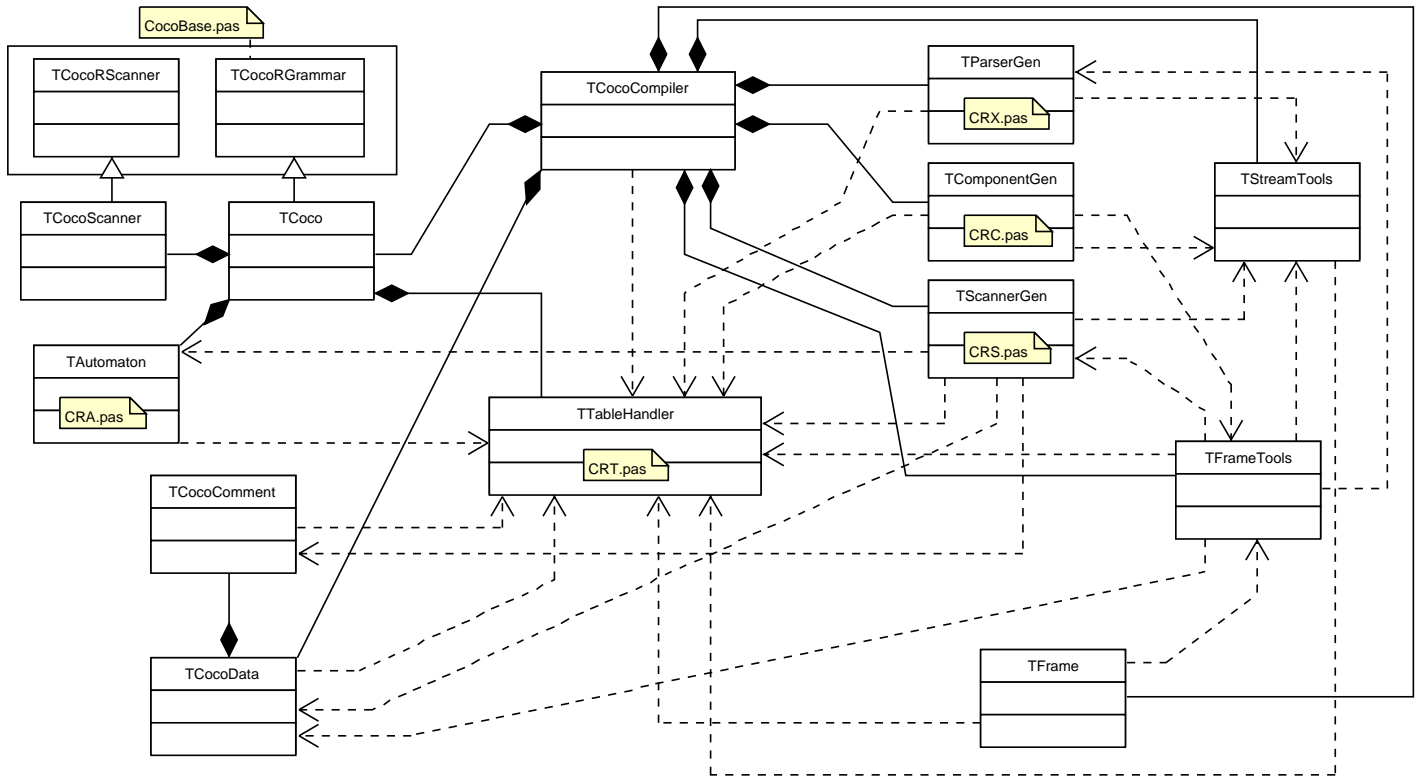 CocoBase.pas
TCocoRScanner
TCocoRGrammar
TCocoCompiler
TParserGen
CRX.pas
TComponentGen
CRC.pas
TStreamTools
TCocoScanner
TCoco
TScannerGen
CRS.pas
TAutomaton
CRA.pas
TTableHandler
CRT.pas
TFrameTools
TCocoComment
TCocoData
TFrame